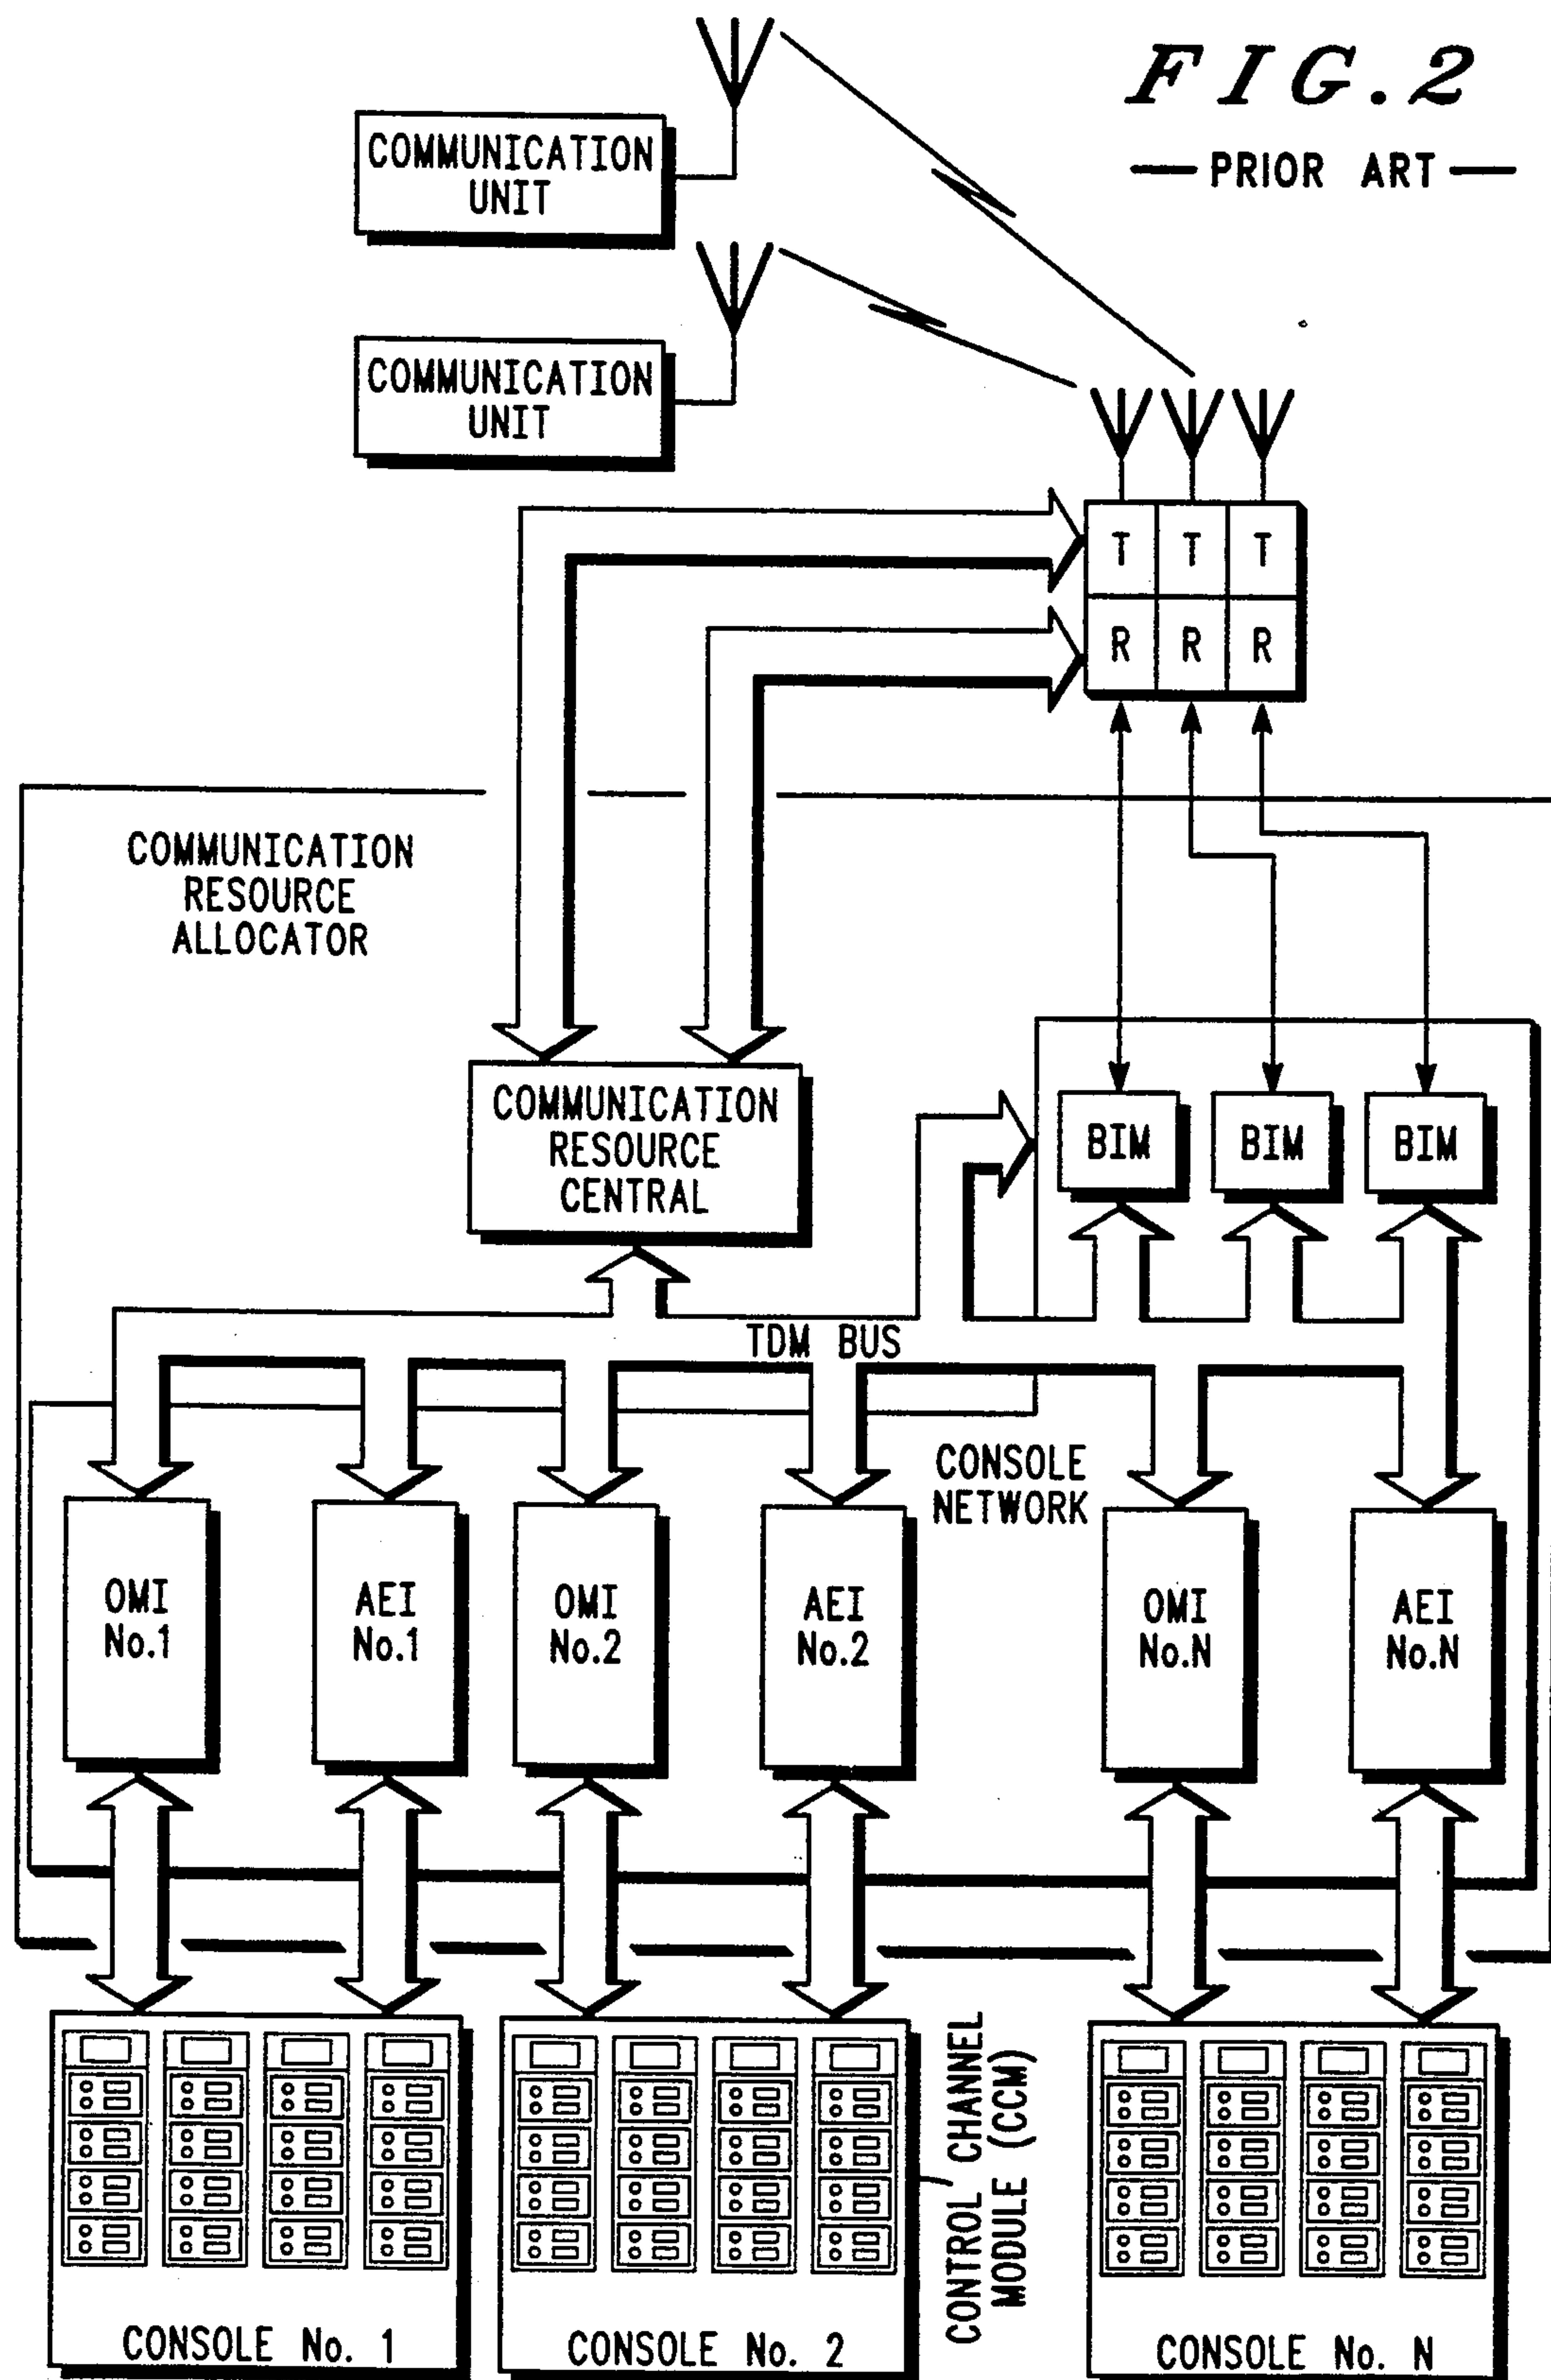 FIG.2
— PRIOR ART —
COMMUNICATION
UNIT
COMMUNICATION
UNIT
T T T
R R R
COMMUNICATION
RESOURCE
ALLOCATOR
COMMUNICATION
RESOURCE
CENTRAL
BIM BIM BIM
TDM BUS
CONSOLE
NETWORK
OMI
No.1
AEI
No.1
OMI
No.2
AEI
No.2
OMI
No.N
AEI
No.N
CONTROL CHANNEL
MODULE (CCM)
CONSOLE No. 1
CONSOLE No. 2
CONSOLE No. N